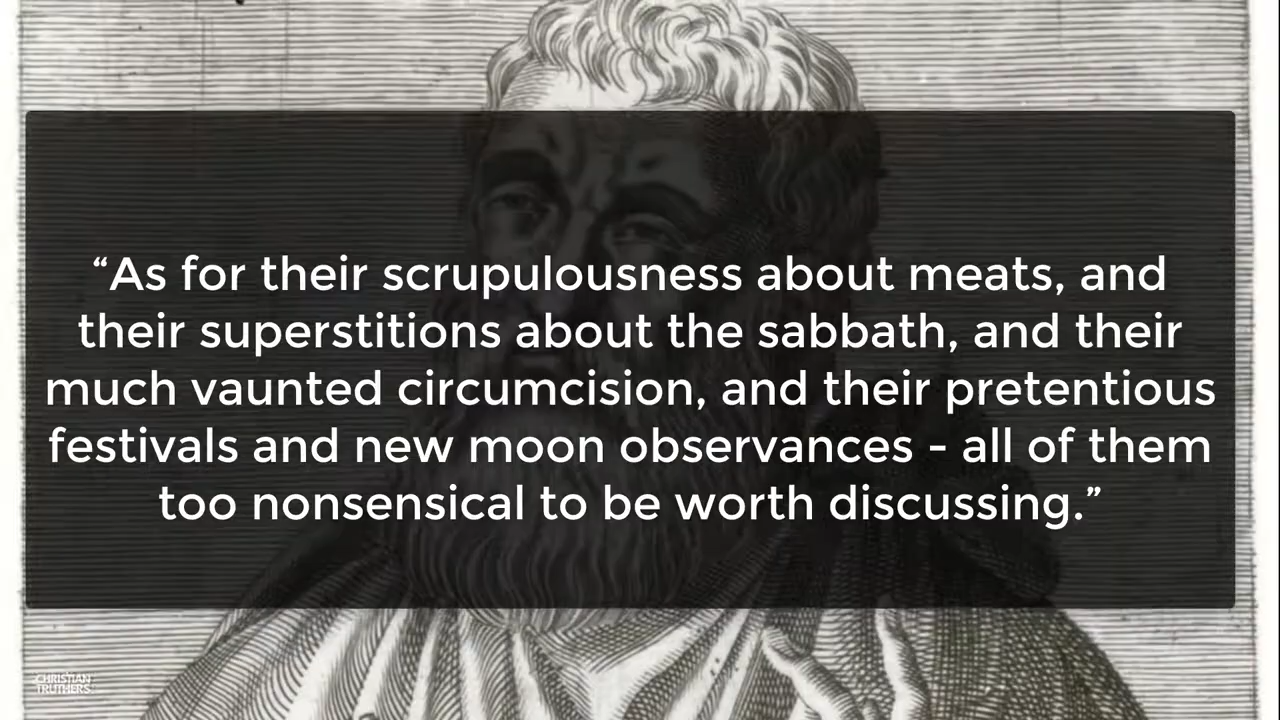 “As for their scrupulousness about meats, and
their superstitions about the sabbath, and their
much vaunted circumcision, and their pretentious
festivals and new moon observances - all of them
too nonsensical to be worth discussing.”
CHRISTIAN
TRUTHERS